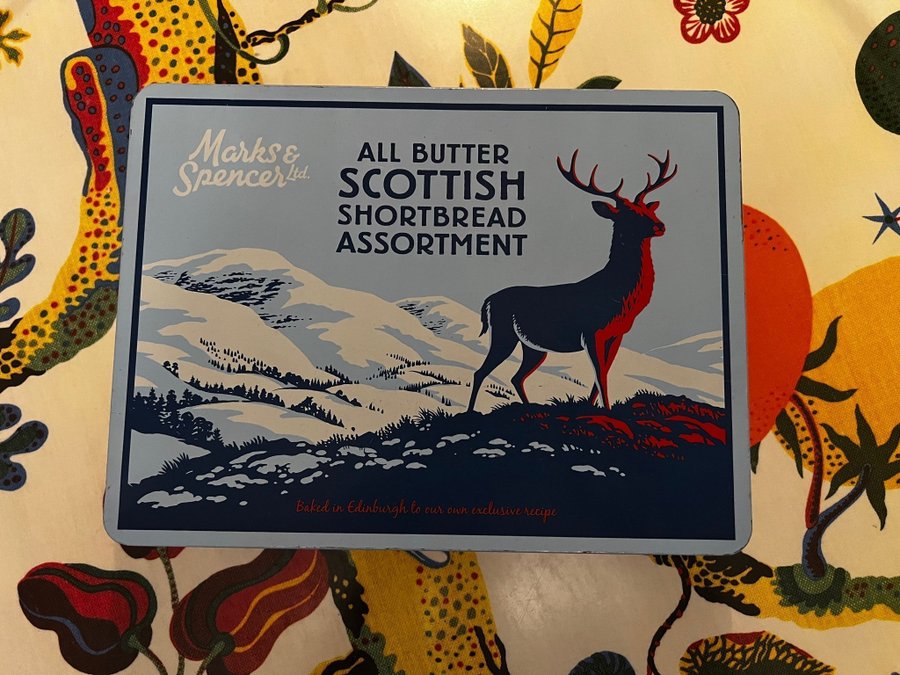 Marks &
Spencer Ltd.
ALL BUTTER
SCOTTISH
SHORTBREAD
ASSORTMENT
Baked in Edinburgh to our own exclusive recipe